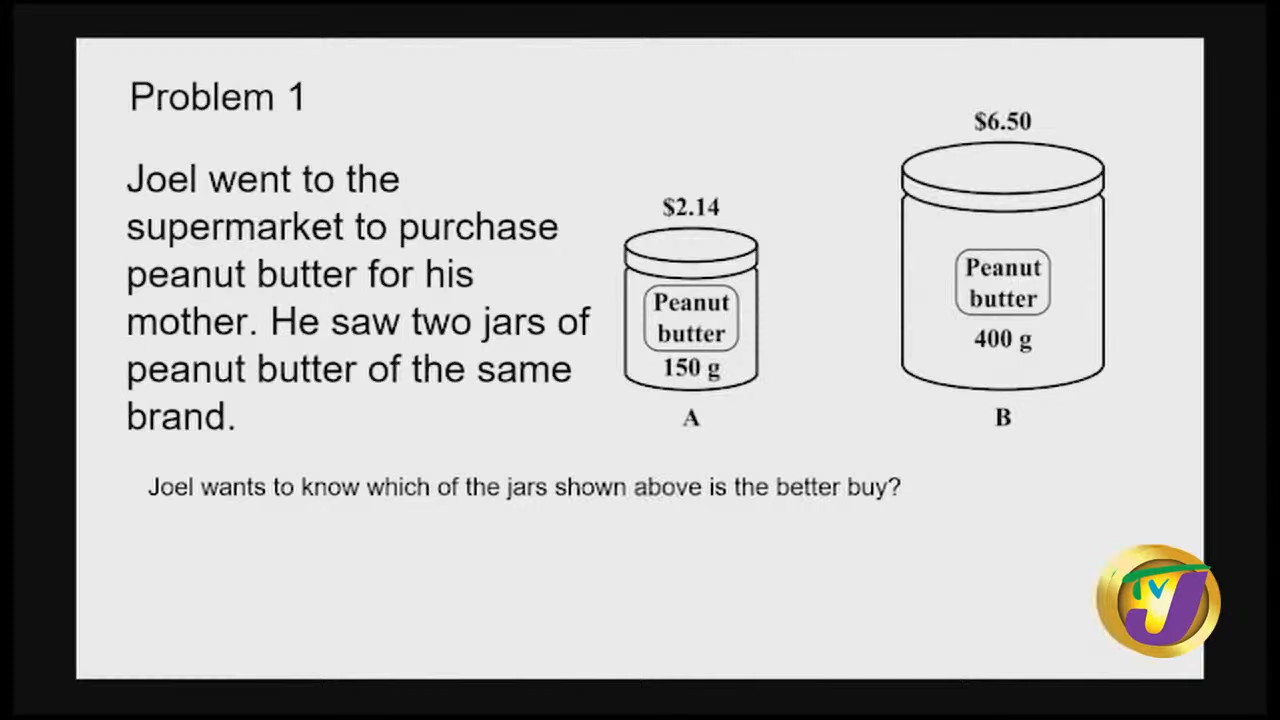 Problem 1
Joel went to the
supermarket to purchase
peanut butter for his
mother. He saw two jars of
peanut butter of the same
brand.
$2.14
Peanut
butter
150 g
A
$6.50
Peanut
butter
400 g
B
Joel wants to know which of the jars shown above is the better buy?
TVJ